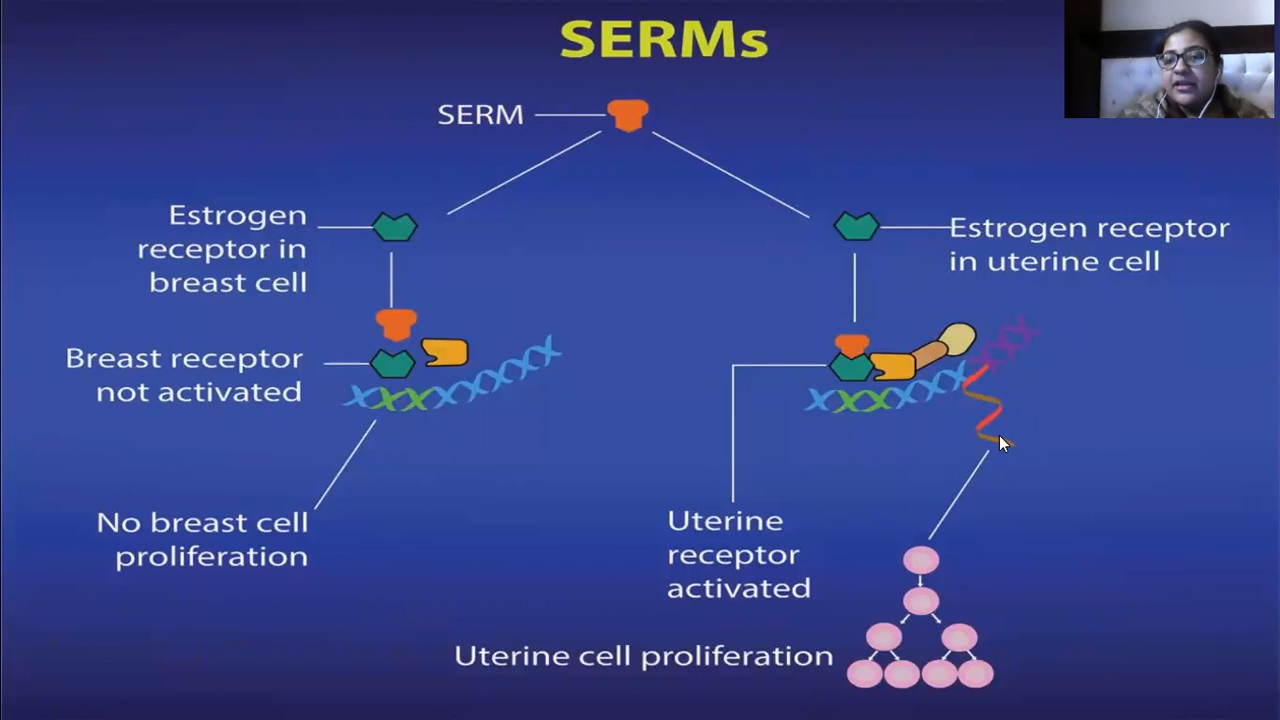 SERMs
SERM
Estrogen
receptor in
breast cell
Estrogen receptor
in uterine cell
Breast receptor
not activated
No breast cell
proliferation
Uterine
receptor
activated
Uterine cell proliferation